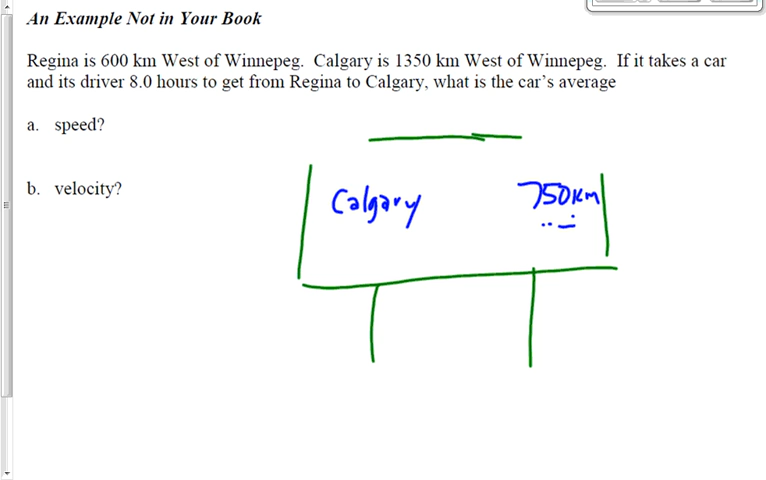 An Example Not in Your Book
Regina is 600 km West of Winnepeg. Calgary is 1350 km West of Winnepeg. If it takes a car
and its driver 8.0 hours to get from Regina to Calgary, what is the car's average
a. speed?
b. velocity?
Calgary 750km